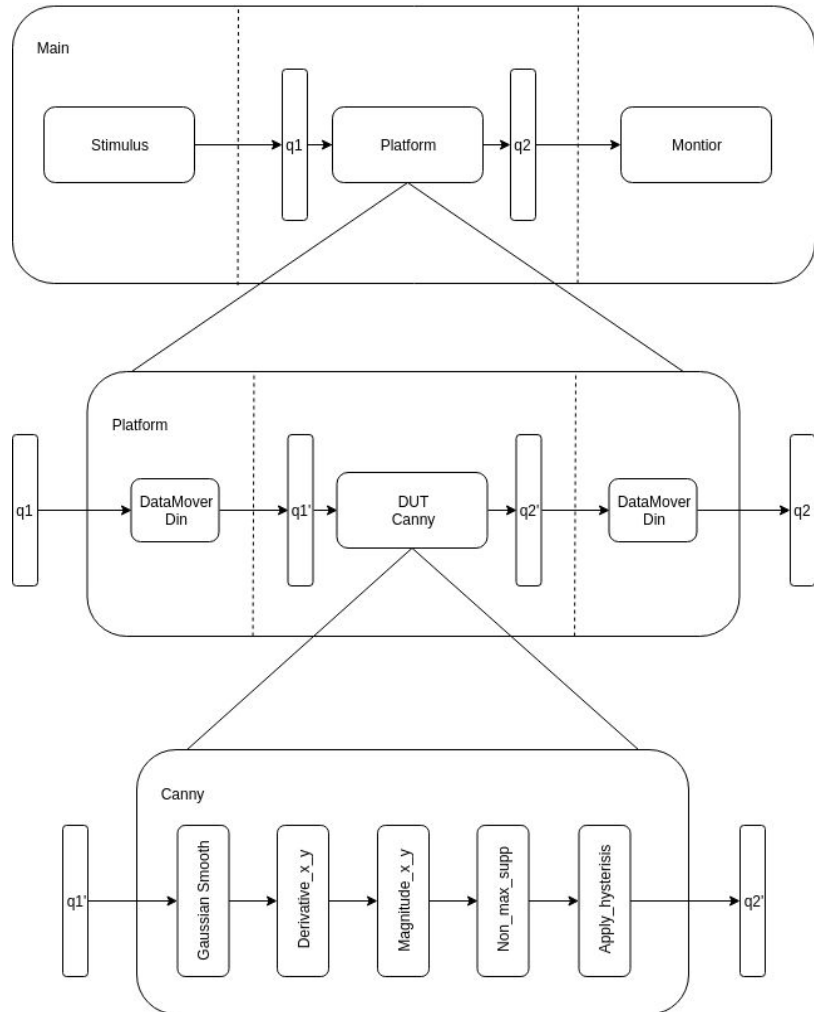 Main
Stimulus
q1
Platform
q2
Montior
Platform
q1
DataMover
Din
q1'
DUT
Canny
q2'
DataMover
Din
q2
Canny
q1'
Gaussian Smooth
Derivative_x_y
Magnitude_x_y
Non_max_supp
Apply_hysterisis
q2'